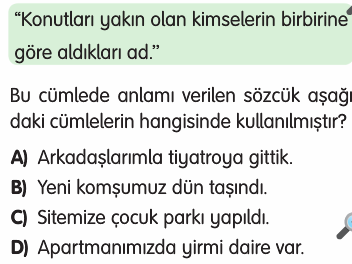 “Konutları yakın olan kimselerin birbirine
göre aldıkları ad.”
Bu cümlede anlamı verilen sözcük aşağı
daki cümlelerin hangisinde kullanılmıştır?
A) Arkadaşlarımla tiyatroya gittik.
B) Yeni komşumuz dün taşındı.
C) Sitemize çocuk parkı yapıldı.
D) Apartmanımızda yirmi daire var.